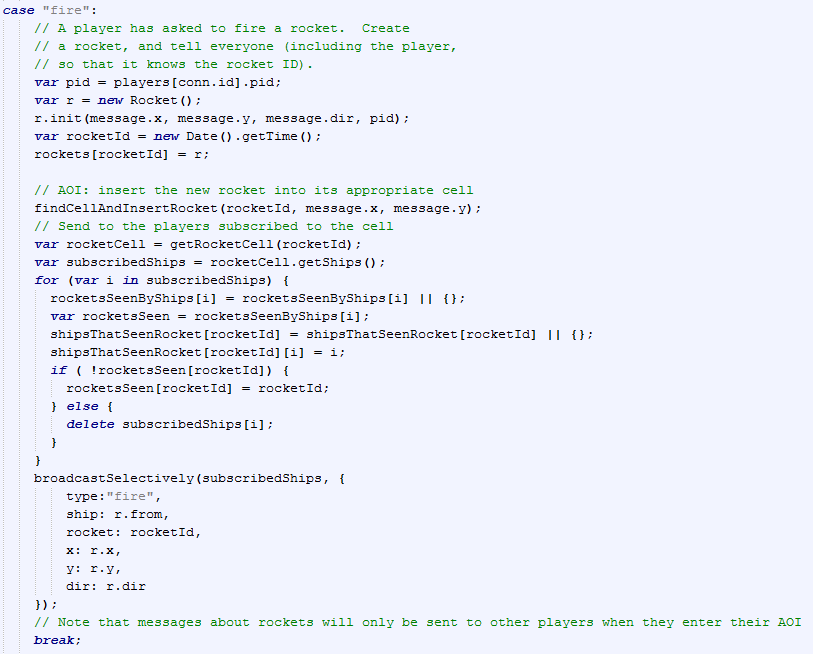 case "fire":
    // A player has asked to fire a rocket.  Create
    // a rocket, and tell everyone (including the player,
    // so that it knows the rocket ID).
    var pid = players[conn.id].pid;
    var r = new Rocket();
    r.init(message.x, message.y, message.dir, pid);
    var rocketId = new Date().getTime();
    rockets[rocketId] = r;

    // AOI: insert the new rocket into its appropriate cell
    findCellAndInsertRocket(rocketId, message.x, message.y);
    // Send to the players subscribed to the cell
    var rocketCell = getRocketCell(rocketId);
    var subscribedShips = rocketCell.getShips();
    for (var i in subscribedShips) {
      rocketsSeenByShips[i] = rocketsSeenByShips[i] || {};
      var rocketsSeen = rocketsSeenByShips[i];
      shipsThatSeenRocket[rocketId] = shipsThatSeenRocket[rocketId] || {};
      shipsThatSeenRocket[rocketId][i] = i;
      if ( !rocketsSeen[rocketId]) {
        rocketsSeen[rocketId] = rocketId;
      } else {
        delete subscribedShips[i];
      }
    }
    broadcastSelectively(subscribedShips, {
        type:"fire",
        ship: r.from,
        rocket: rocketId,
        x: r.x,
        y: r.y,
        dir: r.dir
    });
    // Note that messages about rockets will only be sent to other players when they enter their AOI
    break;